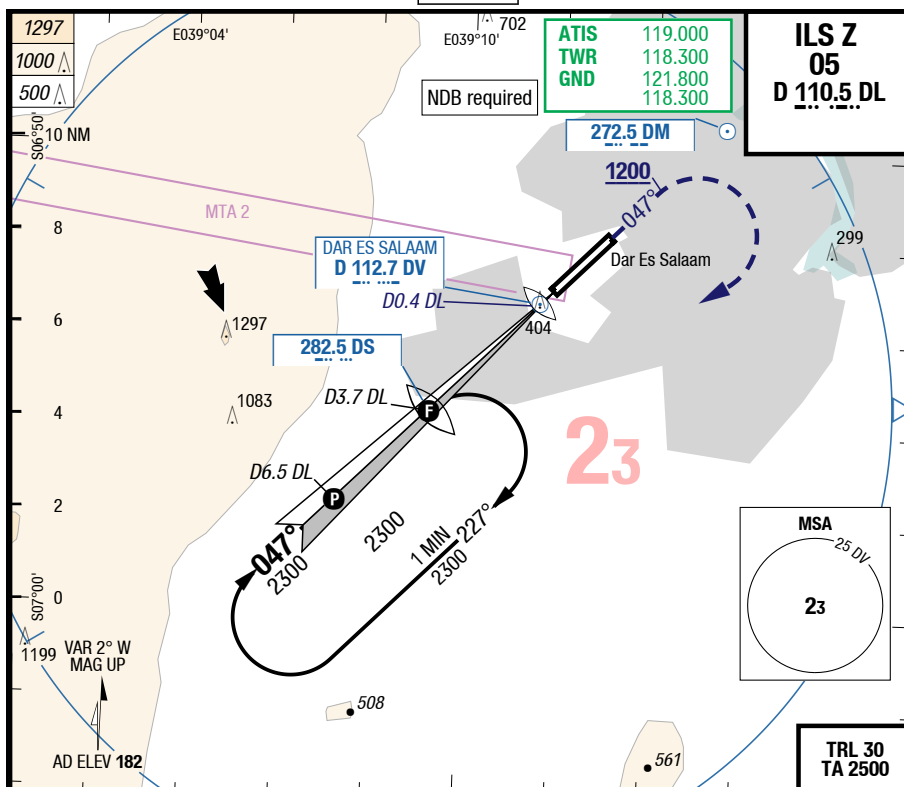 1297
1000
500
E039°04'
E039°10'
702
ATIS 119.000
TWR 118.300
GND 121.800
118.300
ILS Z
05
D 110.5 DL
NDB required
272.5 DM
S06°50'
10 NM
1200
047°
MTA 2
8
DAR ES SALAAM
D 112.7 DV
Dar Es Salaam
299
D0.4 DL
404
6
1297
282.5 DS
D3.7 DL
F
4
1083
23
D6.5 DL
P
2
047°
2300
2300
1 MIN
227°
2300
MSA
25 DV
23
S07°00'
0
1199
VAR 2° W
MAG UP
508
AD ELEV 182
561
TRL 30
TA 2500